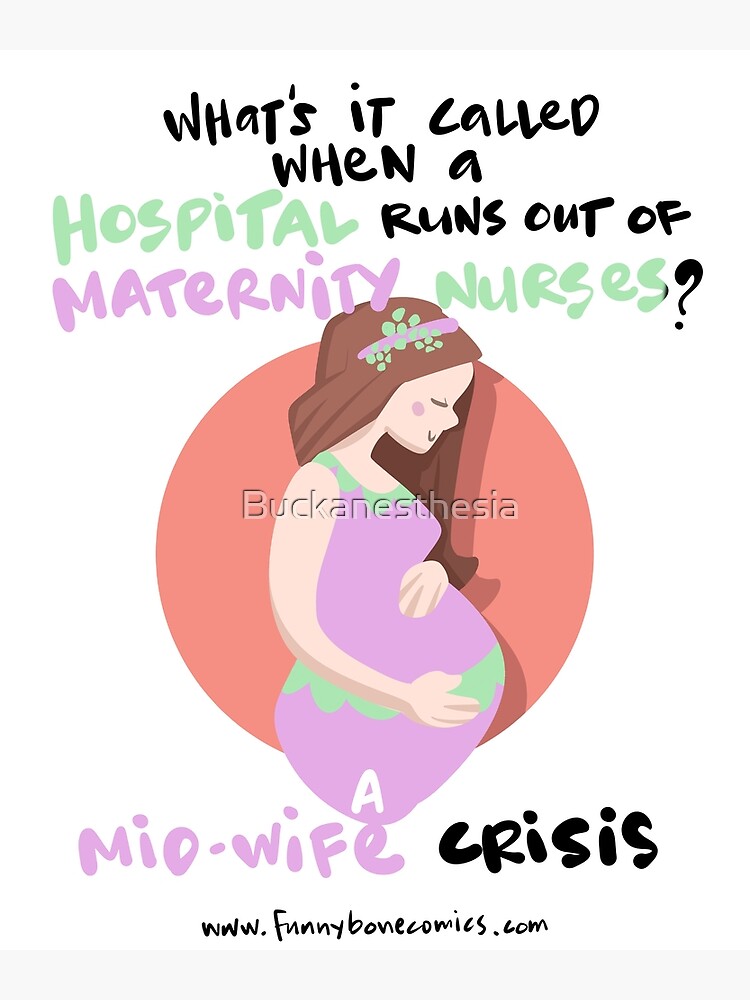 What's it called
when a
Hospital runs out of
Maternity Nurses?
Buckanesthesia
A
Mid-Wife Crisis
www.funnybonecomics.com